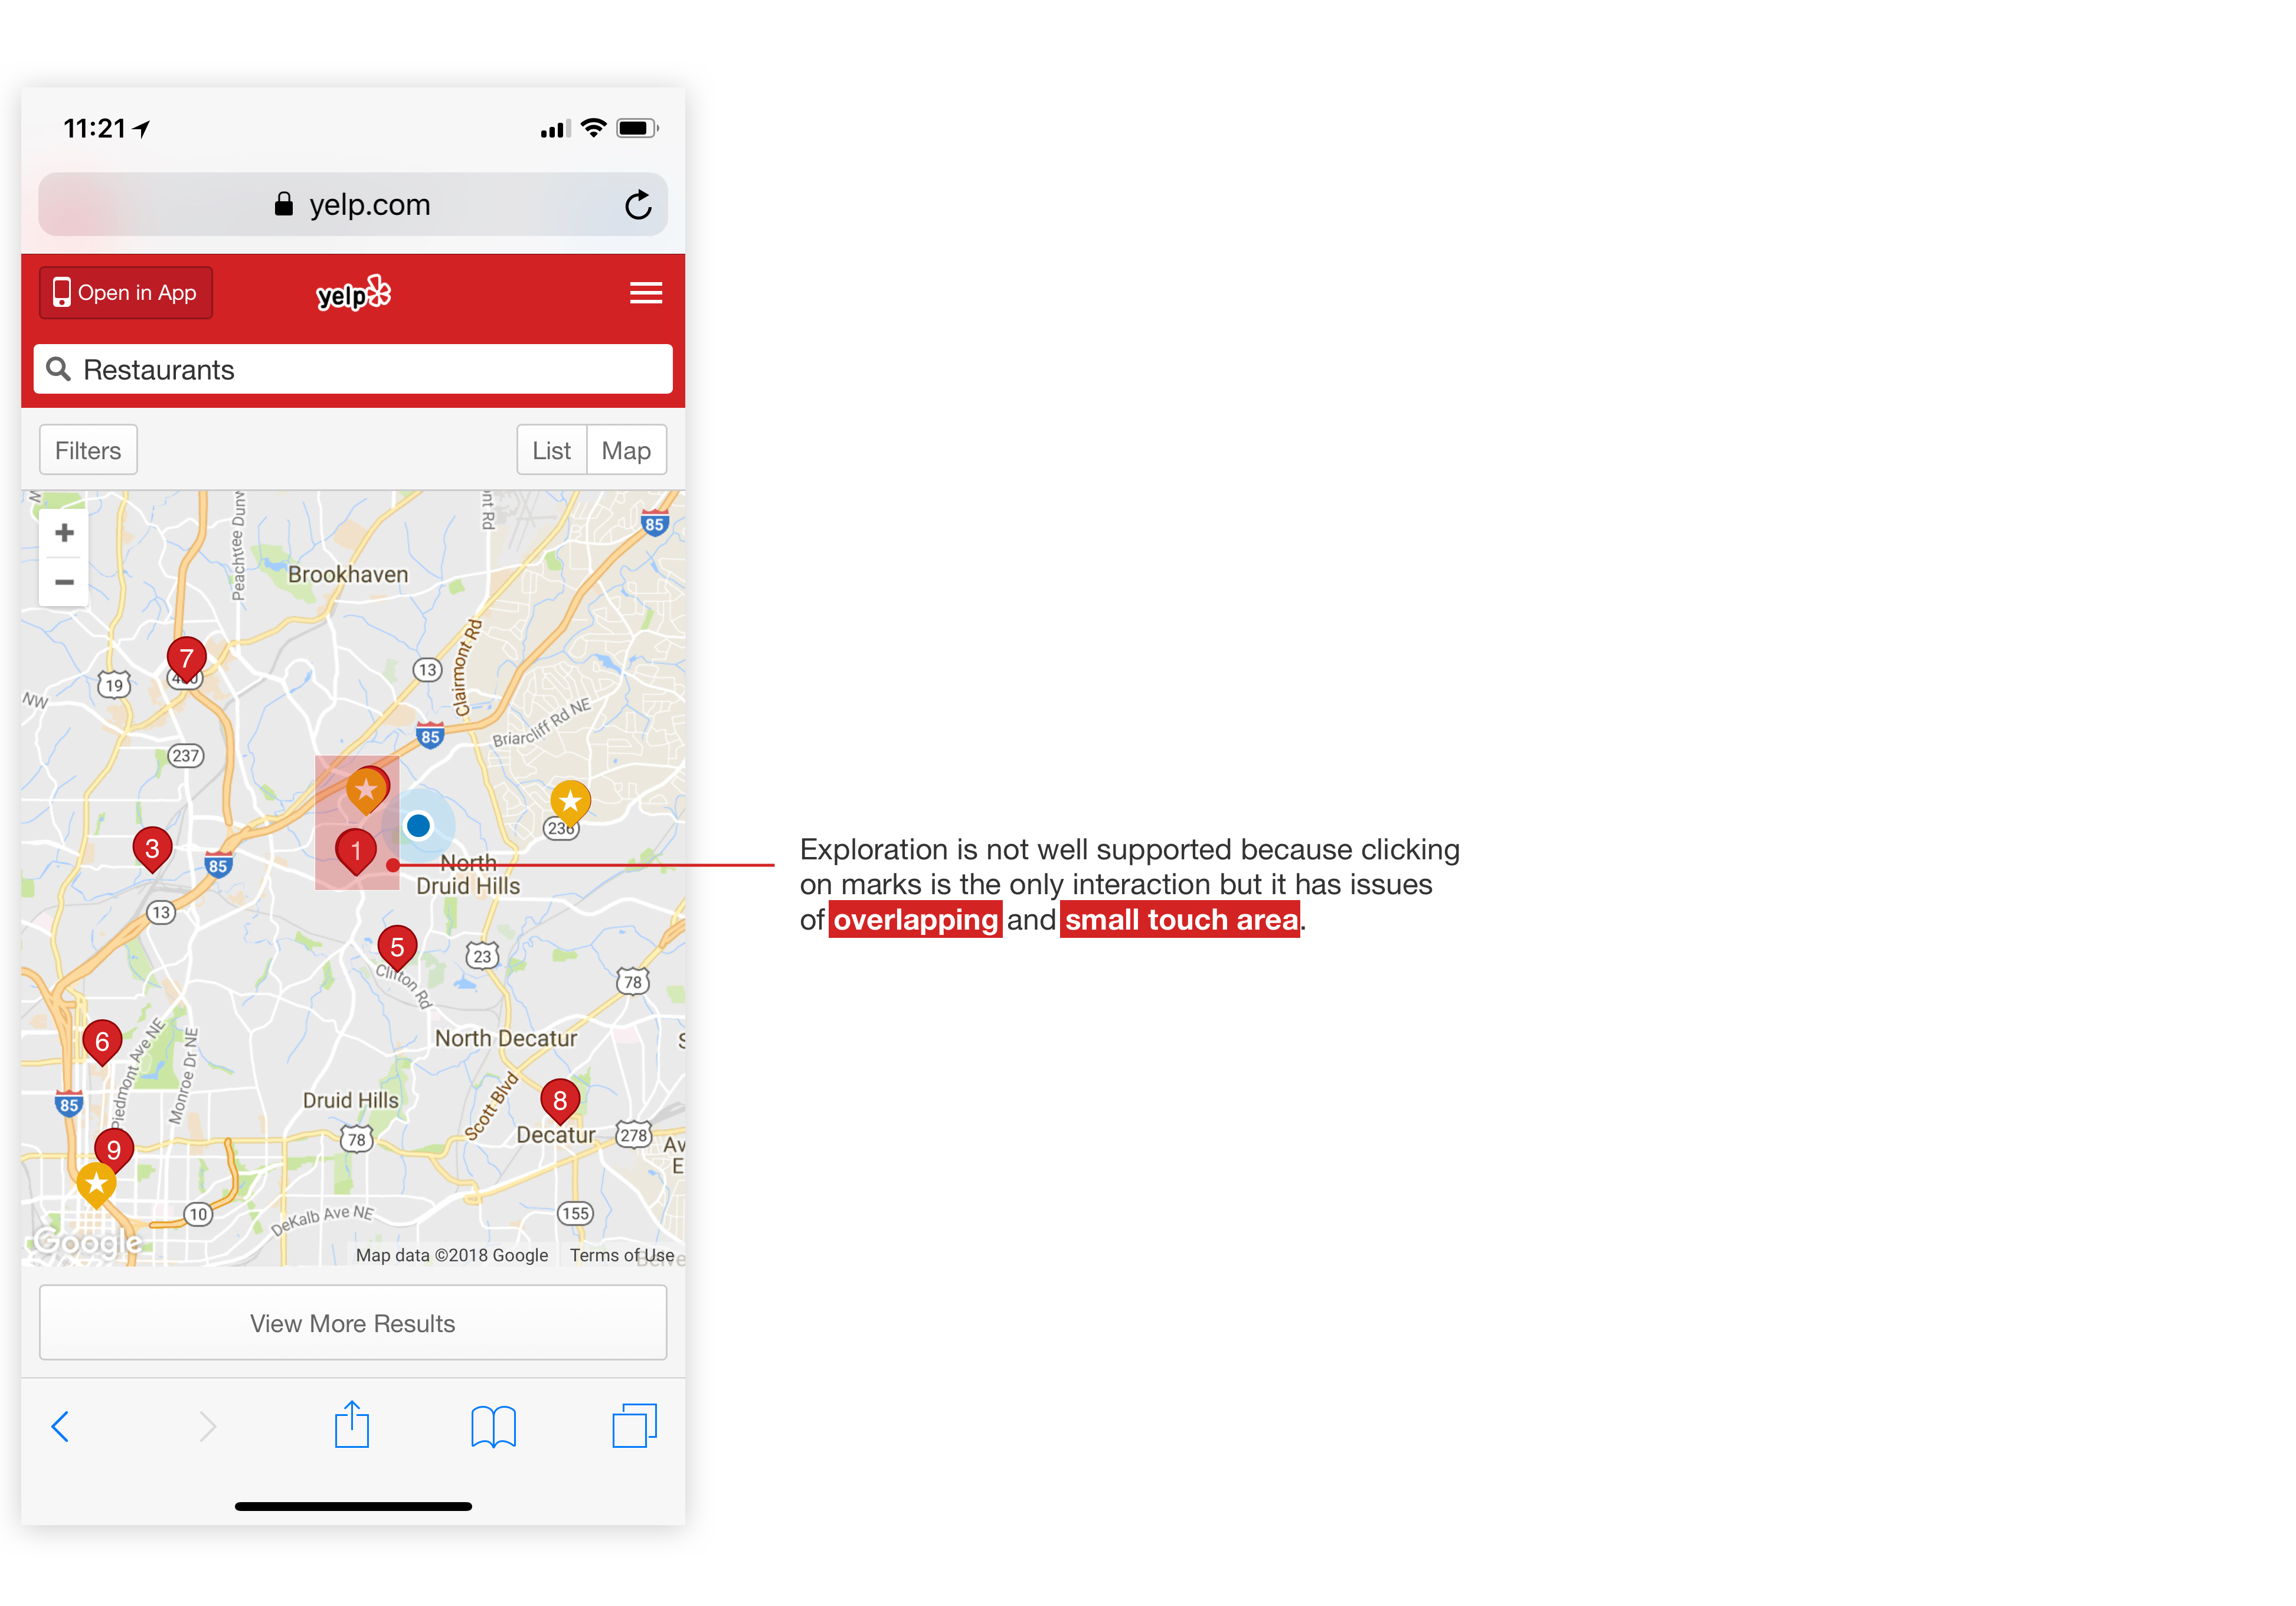 11:21
yelp.com
Open in App
yelp
Restaurants
Filters
List
Map
+
−
Peachtree Dunw
nt Rd
85
Brookhaven
Clairmont Rd
7
13
19
NW
85
Briarcliff Rd NE
237
236
3
1
85
North
Druid Hills
13
5
23
Clifton Rd
78
6
North Decatur
Piedmont Ave NE
Monroe Dr NE
85
Druid Hills
Scott Blvd
8
78
Decatur
278
9
Av
E
10
DeKalb Ave NE
155
Google
Map data ©2018 Google
Terms of Use
View More Results
Exploration is not well supported because clicking
on marks is the only interaction but it has issues
of overlapping and small touch area.